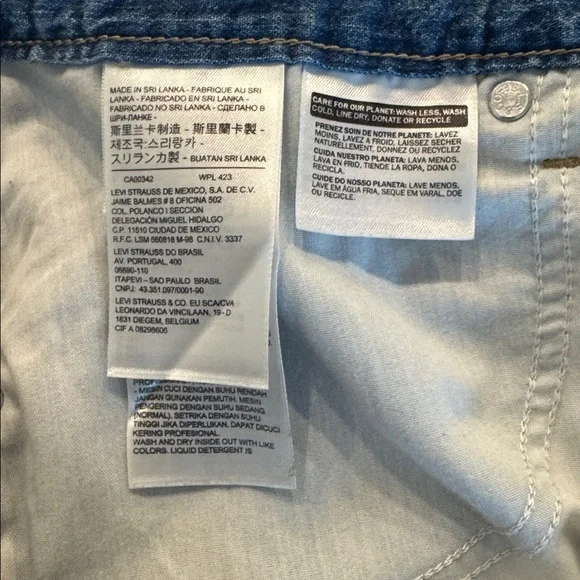 MADE IN SRI LANKA - FABRIQUE AU SRI
LANKA - FABRICADO EN SRI LANKA -
FABRICADO NO SRI LANKA - СДЕЛАНО В
ШРИ-ЛАНКЕ -
斯里兰卡制造 - 斯里蘭卡製 -
제조국: 스리랑카 -
スリランカ製 - BUATAN SRI LANKA
CA00342 WPL 423
LEVI STRAUSS DE MEXICO, S.A. DE C.V.
JAIME BALMES # 8 OFICINA 502
COL. POLANCO I SECCION
DELEGACIÓN MIGUEL HIDALGO
C.P. 11510 CIUDAD DE MEXICO
R.F.C. LSM 660816 M-98 C.N.I.V. 3337
LEVI STRAUSS DO BRASIL
AV. PORTUGAL, 400
06690-110
ITAPEVI – SAO PAULO BRASIL
CNPJ: 43.351.097/0001-90
LEVI STRAUSS & CO. EU SCA/CVA
LEONARDO DA VINCILAAN, 19-D
1831 DIEGEM, BELGIUM
CIF A 08298606
- MESIN CUCI DENGAN SUHU RENDAH
JANGAN GUNAKAN PEMUTIH, MESIN
PENGERING DENGAN SUHU SEDANG
(NORMAL). SETRIKA DENGAN SUHU
TINGGI JIKA DIPERLUKAN. DAPAT DICUCI
KERING PROFESIONAL.
WASH AND DRY INSIDE OUT WITH LIKE
COLORS. LIQUID DETERGENT IS
CARE FOR OUR PLANET: WASH LESS, WASH
COLD, LINE DRY, DONATE OR RECYCLE
PRENEZ SOIN DE NOTRE PLANETE: LAVEZ
MOINS, LAVEZ A FROID, LAISSEZ SECHER
NATURELLEMENT, DONNEZ OU RECYCLEZ
CUIDA NUESTRO PLANETA: LAVA MENOS,
LAVA EN FRIO, TIENDE LA ROPA, DONA O
RECICLA.
CUIDE DO NOSSO PLANETA: LAVE MENOS,
LAVE EM ÁGUA FRIA, SEQUE EM VARAL, DOE
OU RECICLE.